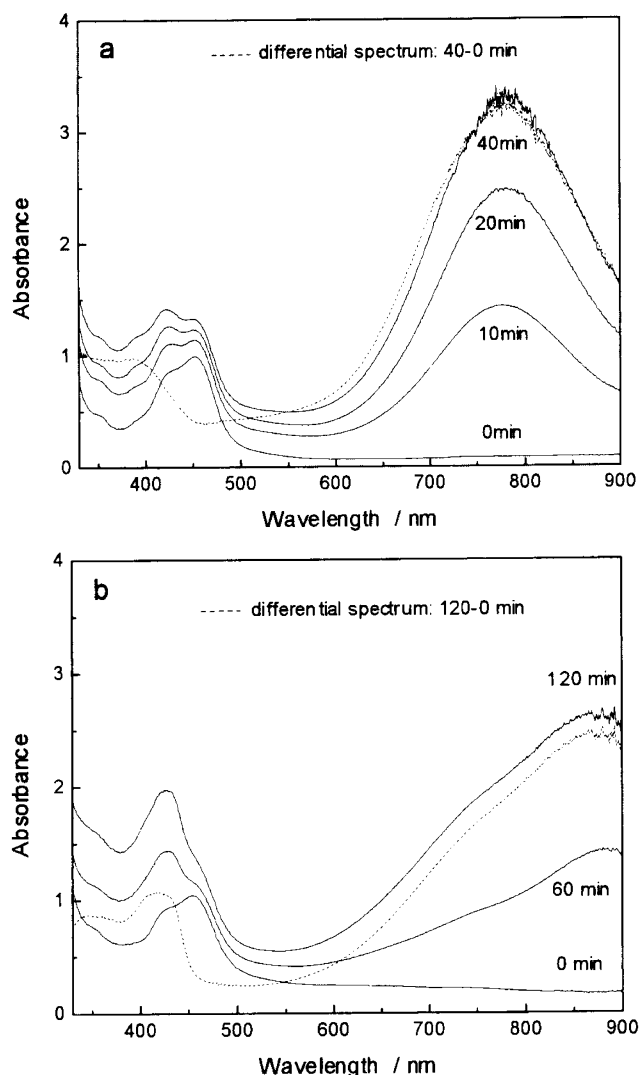 a
differential spectrum: 40-0 min
4
3
2
1
0
40min
20min
10min
0min
400 500 600 700 800 900
Absorbance
Wavelength / nm
b
differential spectrum: 120-0 min
4
3
2
1
0
120 min
60 min
0 min
400 500 600 700 800 900
Absorbance
Wavelength / nm